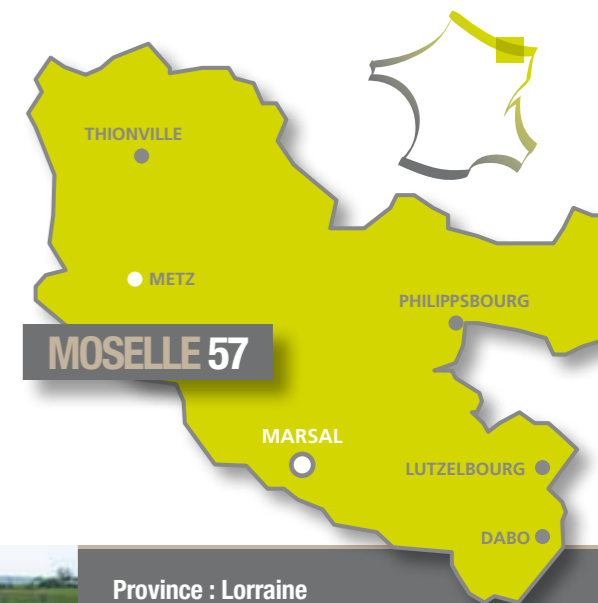 THIONVILLE
METZ
PHILIPPSBOURG
MOSELLE 57
MARSAL
LUTZELBOURG
DABO
Province : Lorraine